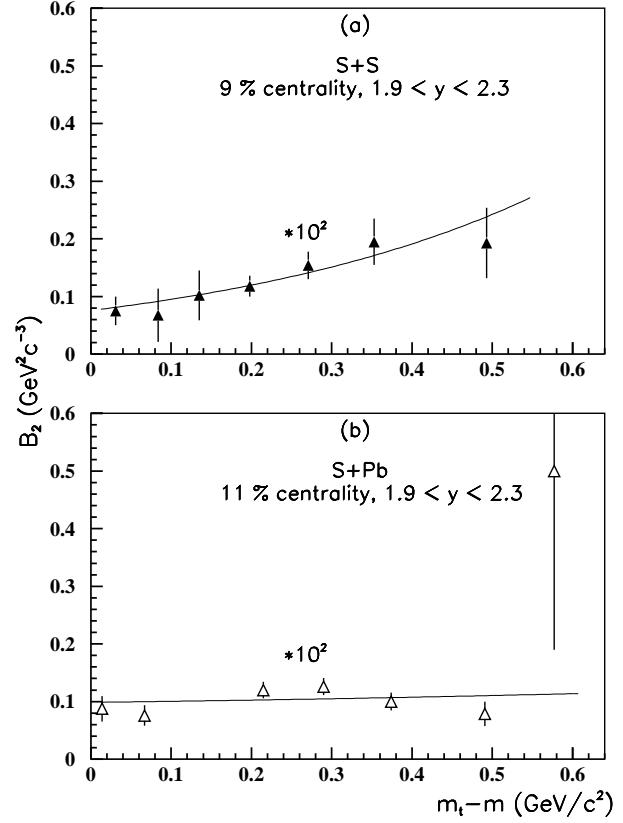 (a)
S+S
9 % centrality, 1.9 < y < 2.3
*10²
0.6
0.5
0.4
0.3
0.2
0.1
0
0 0.1 0.2 0.3 0.4 0.5 0.6
B₂ (GeV²c⁻³)
(b)
S+Pb
11 % centrality, 1.9 < y < 2.3
*10²
0.6
0.5
0.4
0.3
0.2
0.1
0
0 0.1 0.2 0.3 0.4 0.5 0.6
mₜ−m (GeV/c²)